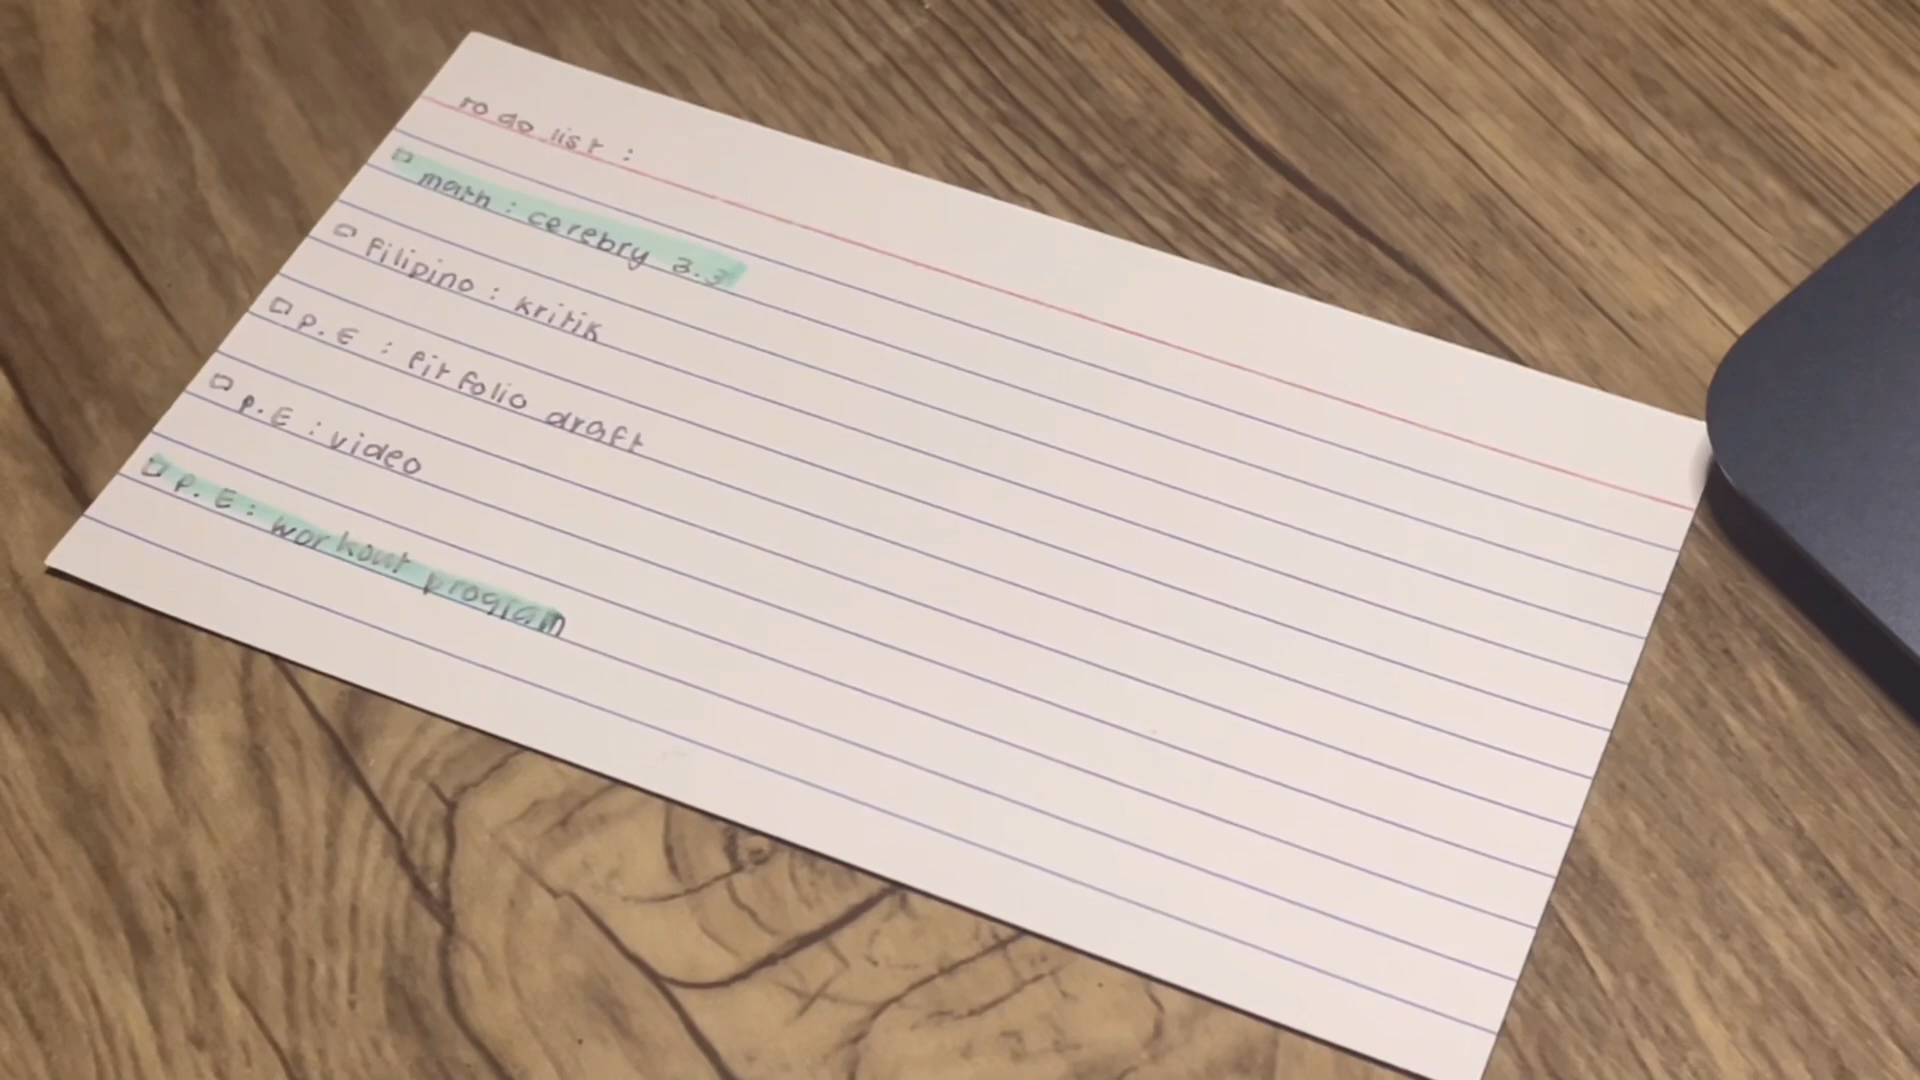 to do list :
math : cerebry 3.3
Filipino : kritik
P.E : fit folio draft
P.E : video
P.E : workout program